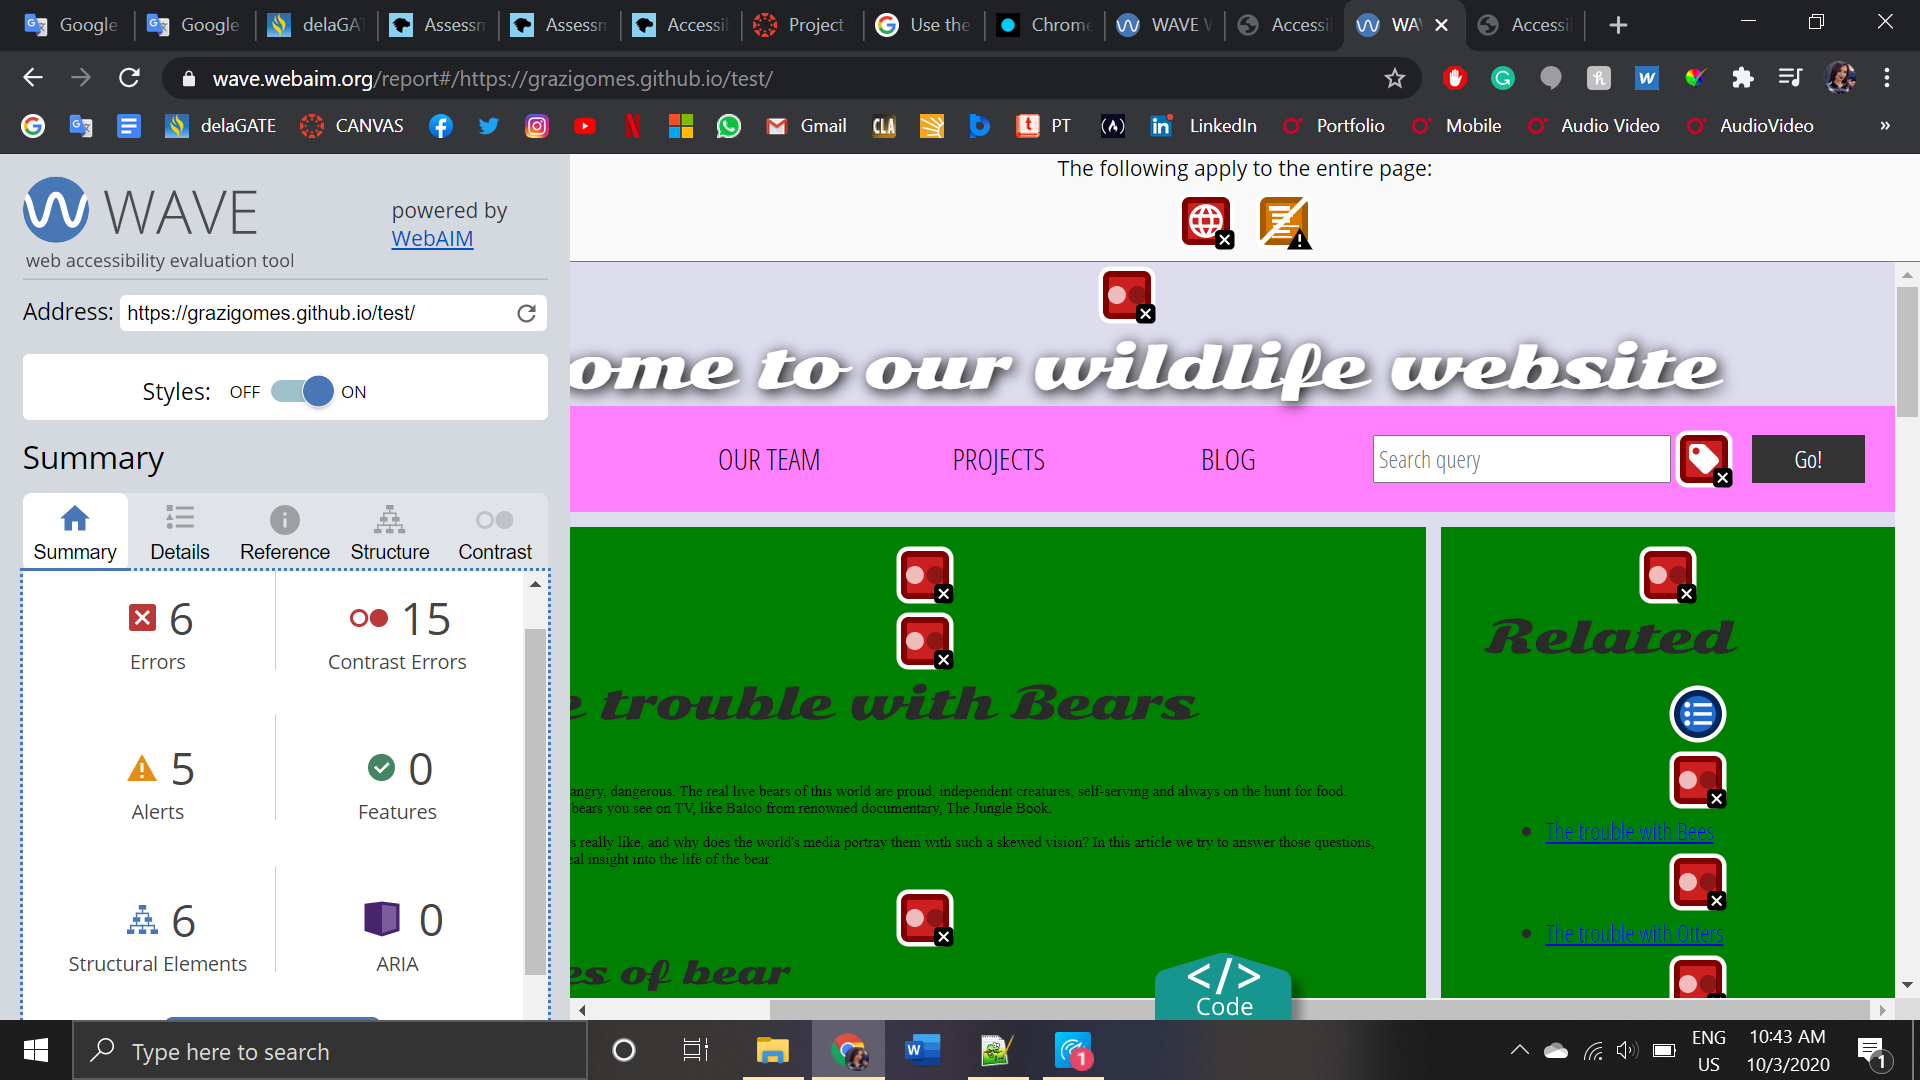 Google
Google
delaGA
Assessm
Assessm
Accessib
Project
Use the
Chrome
WAVE
Accessi
WA
Accessi
wave.webaim.org/report#/https://grazigomes.github.io/test/
delaGATE
CANVAS
Gmail
CLA
PT
LinkedIn
Portfolio
Mobile
Audio Video
AudioVideo
WAVE
powered by
WebAIM
web accessibility evaluation tool
Address: https://grazigomes.github.io/test/
Styles: OFF ON
Summary
Summary Details Reference Structure Contrast
6 15
Errors Contrast Errors
5 0
Alerts Features
6 0
Structural Elements ARIA
The following apply to the entire page:
ome to our wildlife website
OUR TEAM PROJECTS BLOG Search query Go!
e trouble with Bears
angry, dangerous. The real live bears of this world are proud, independent creatures, self-serving and always on the hunt for food.
bears you see on TV, like Baloo from renowned documentary, The Jungle Book.
s really like, and why does the world's media portray them with such a skewed vision? In this article we try to answer those questions,
eal insight into the life of the bear.
es of bear
Related
The trouble with Bees
The trouble with Otters
</>
Code
Type here to search
1
ENG
US
10:43 AM
10/3/2020
1